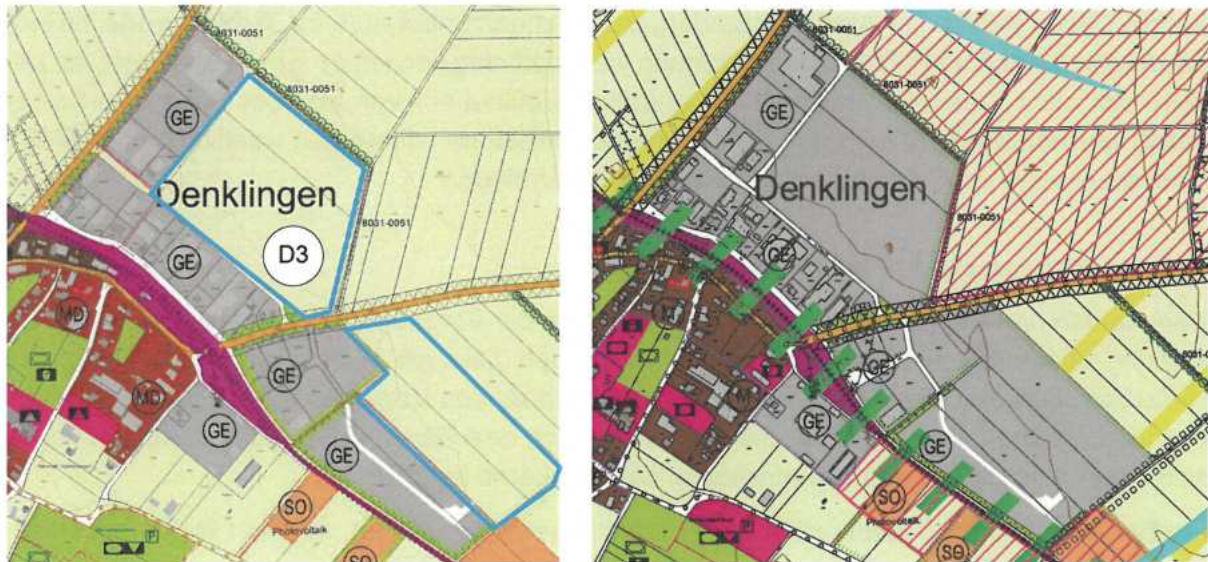 8031-0051
8031-0051
GE
Denklingen
8031-0051
D3
GE
MD
GE
MD
GE
GE
SO
Photovoltaik
P
SO
8031-0051
8031-0051
GE
Denklingen
8031-0051
GE
GE
GE
GE
SO
Photovoltaik
SO